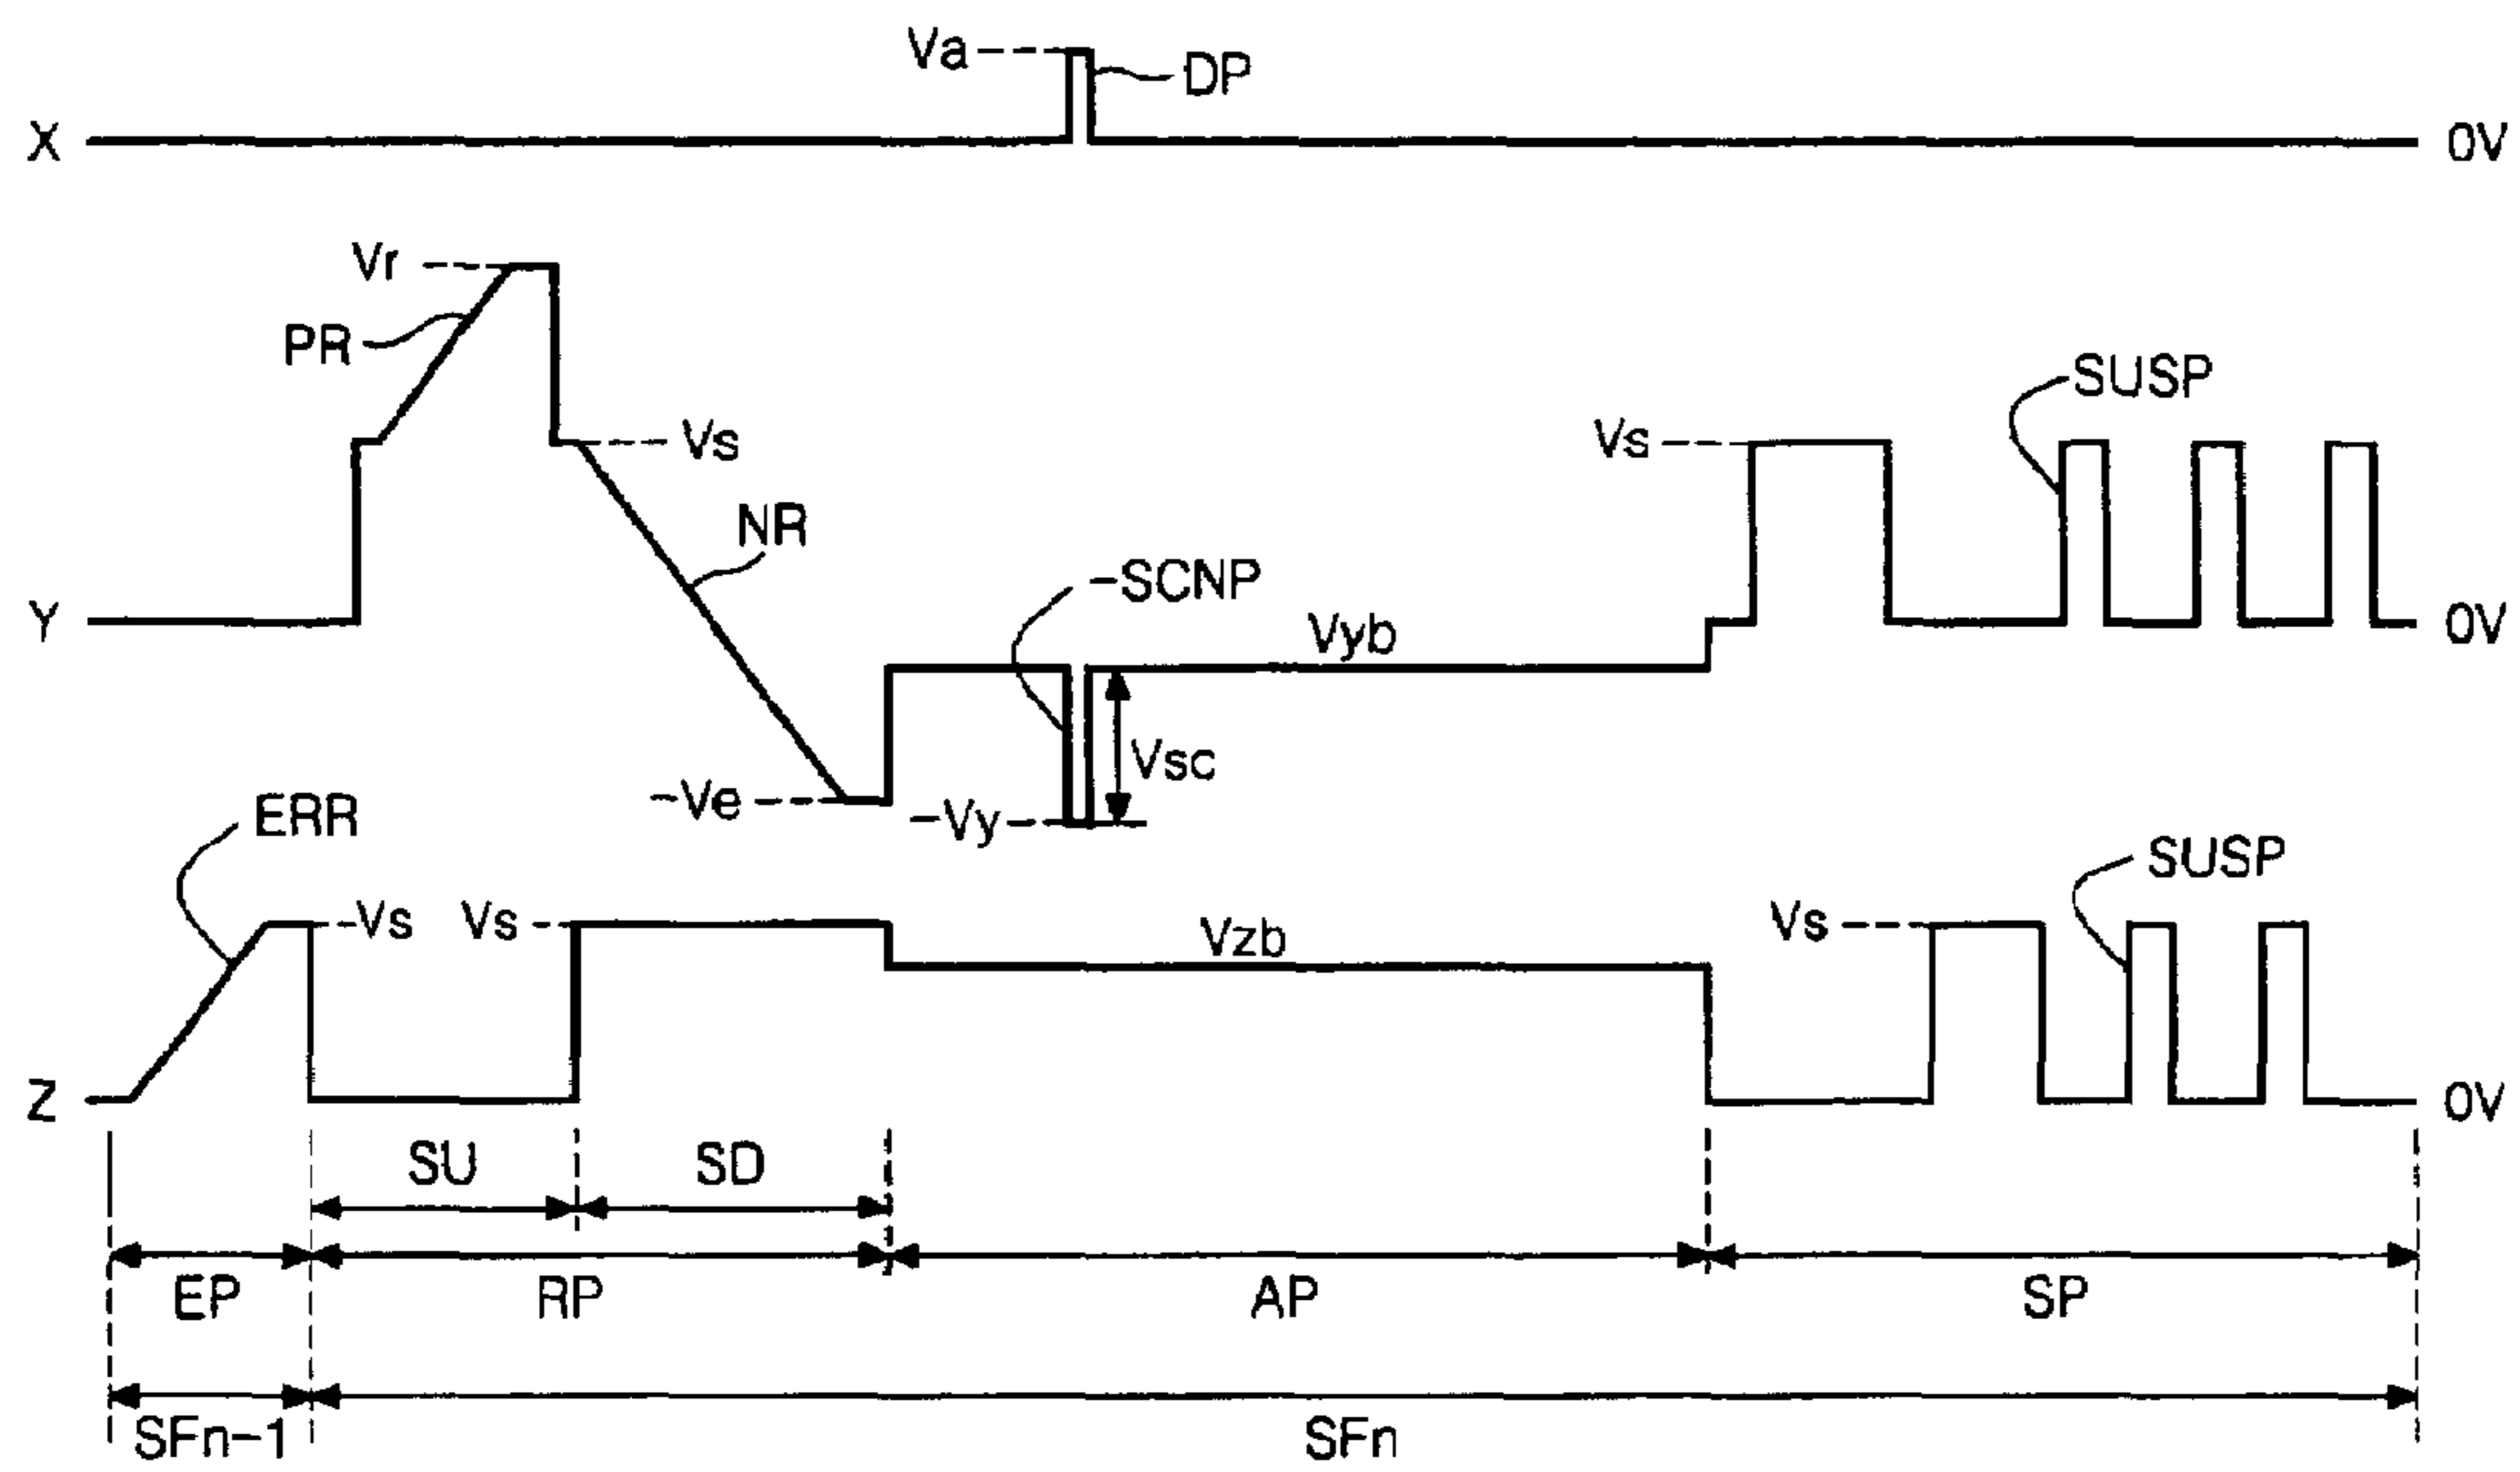 Va
DP
X
0V
Vr
PR
Vs
Vs
SUSP
NR
-SCNP
Vyb
Y
0V
Vsc
-Ve
-Vy
ERR
SUSP
-Vs
Vs
Vzb
Vs
Z
0V
SU
SD
EP
RP
AP
SP
SFn-1
SFn